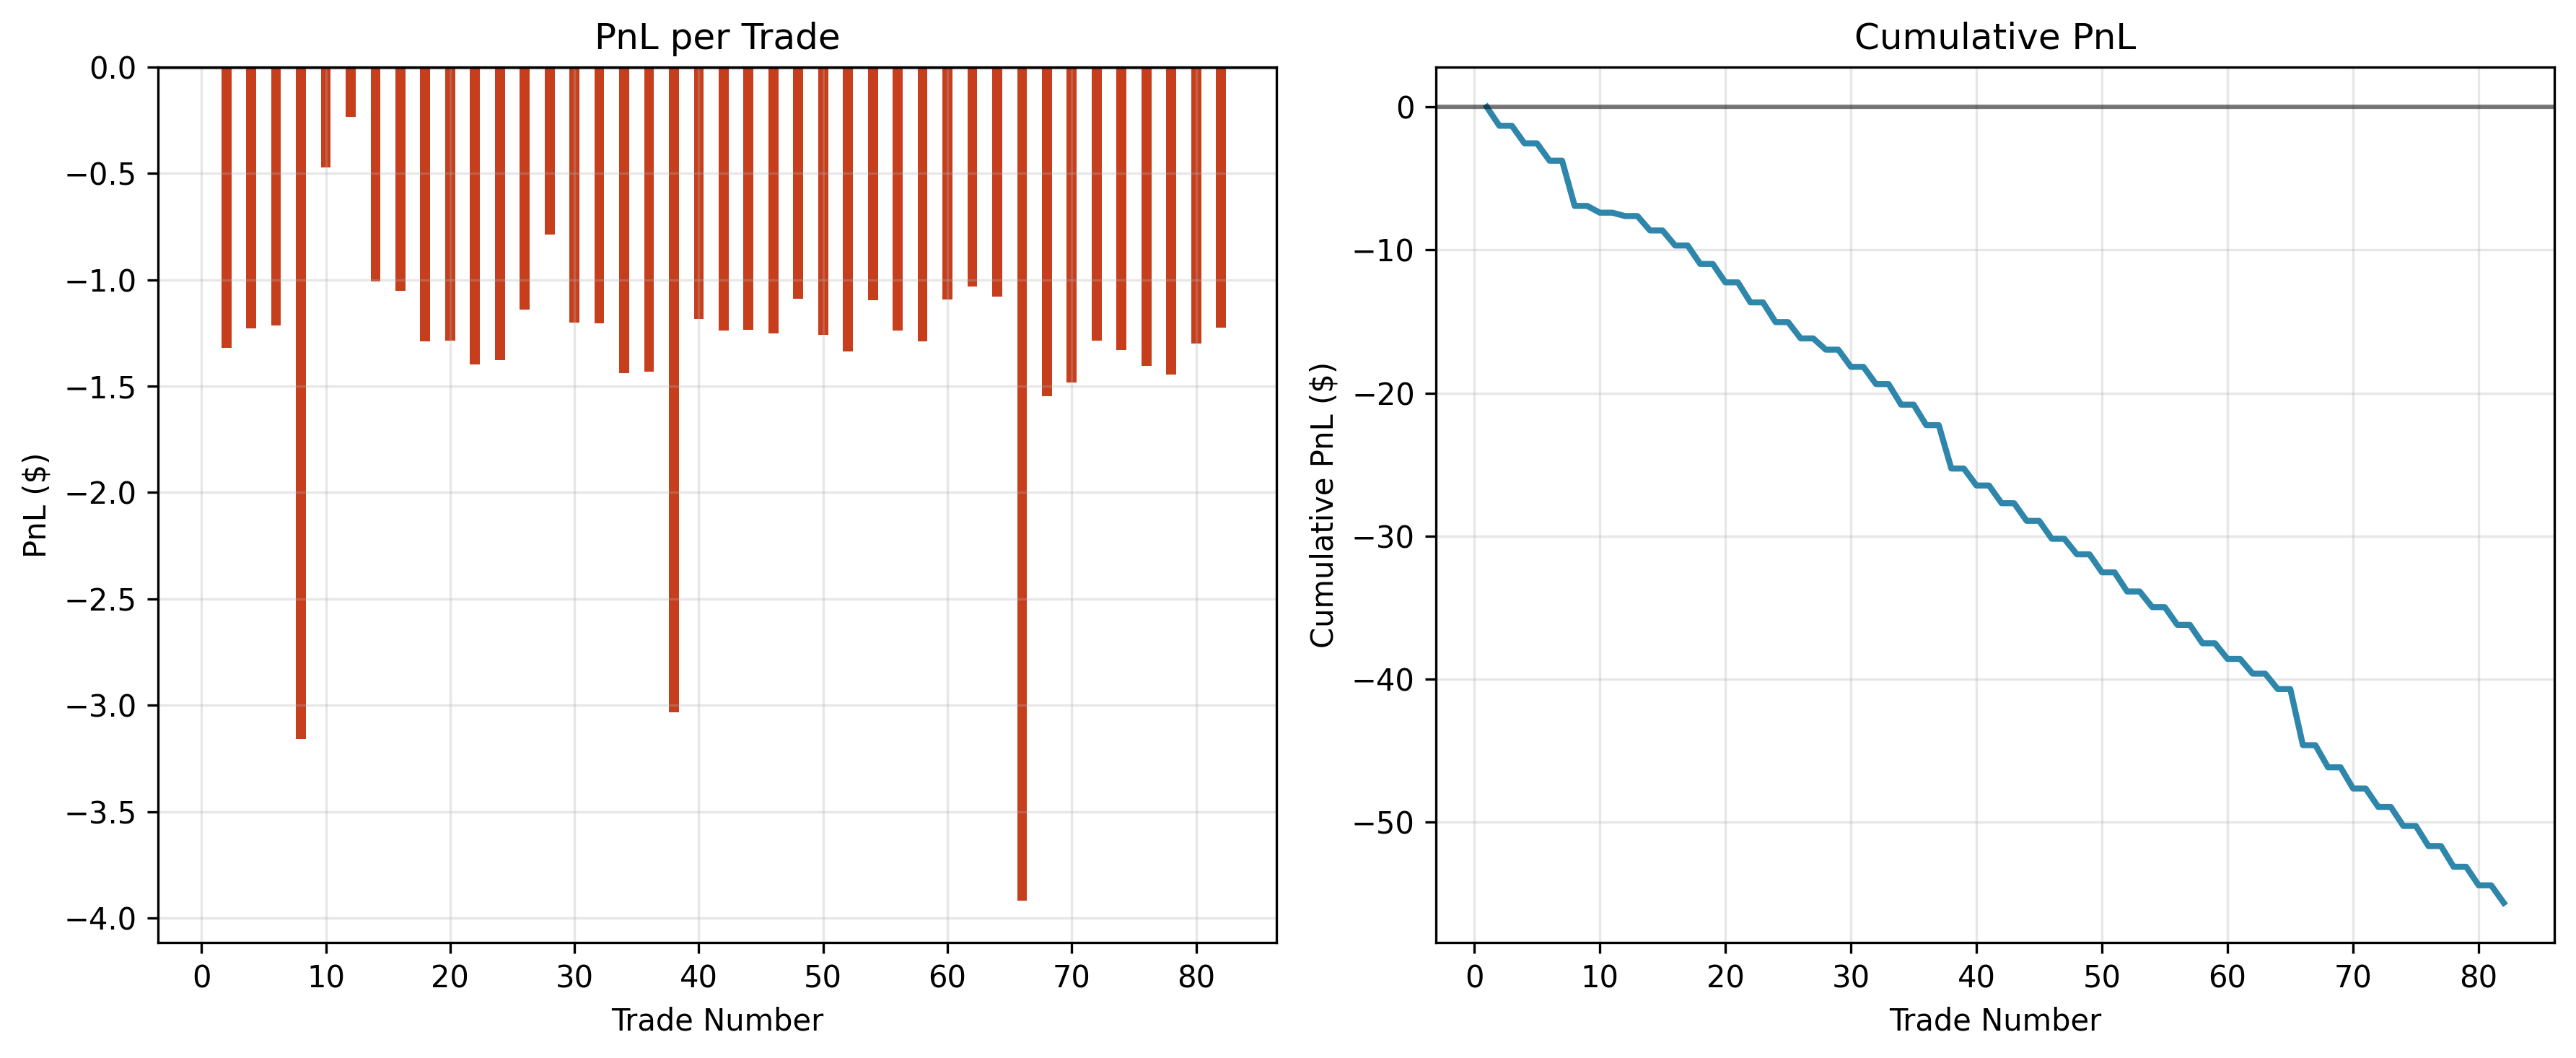 PnL per Trade
0.0
−0.5
−1.0
−1.5
−2.0
−2.5
−3.0
−3.5
−4.0
PnL ($)
0 10 20 30 40 50 60 70 80
Trade Number
Cumulative PnL
0
−10
−20
−30
−40
−50
Cumulative PnL ($)
0 10 20 30 40 50 60 70 80
Trade Number